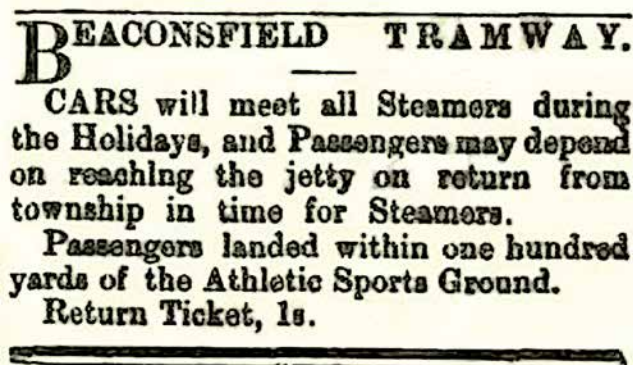 BEACONSFIELD TRAMWAY.
CARS will meet all Steamers during
the Holidays, and Passengers may depend
on reaching the jetty on return from
township in time for Steamers.
Passengers landed within one hundred
yards of the Athletic Sports Ground.
Return Ticket, 1s.